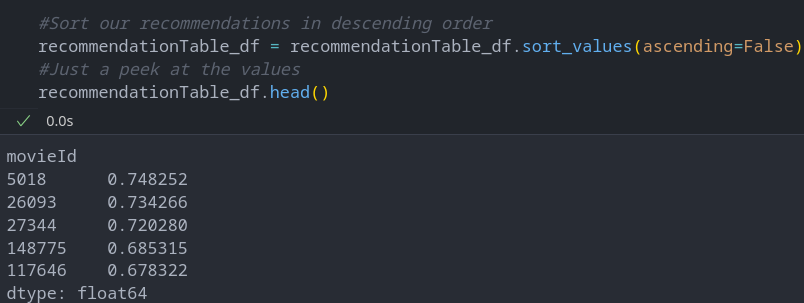 #Sort our recommendations in descending order
recommendationTable_df = recommendationTable_df.sort_values(ascending=False)
#Just a peek at the values
recommendationTable_df.head()
0.0s
movieId
5018      0.748252
26093     0.734266
27344     0.720280
148775    0.685315
117646    0.678322
dtype: float64